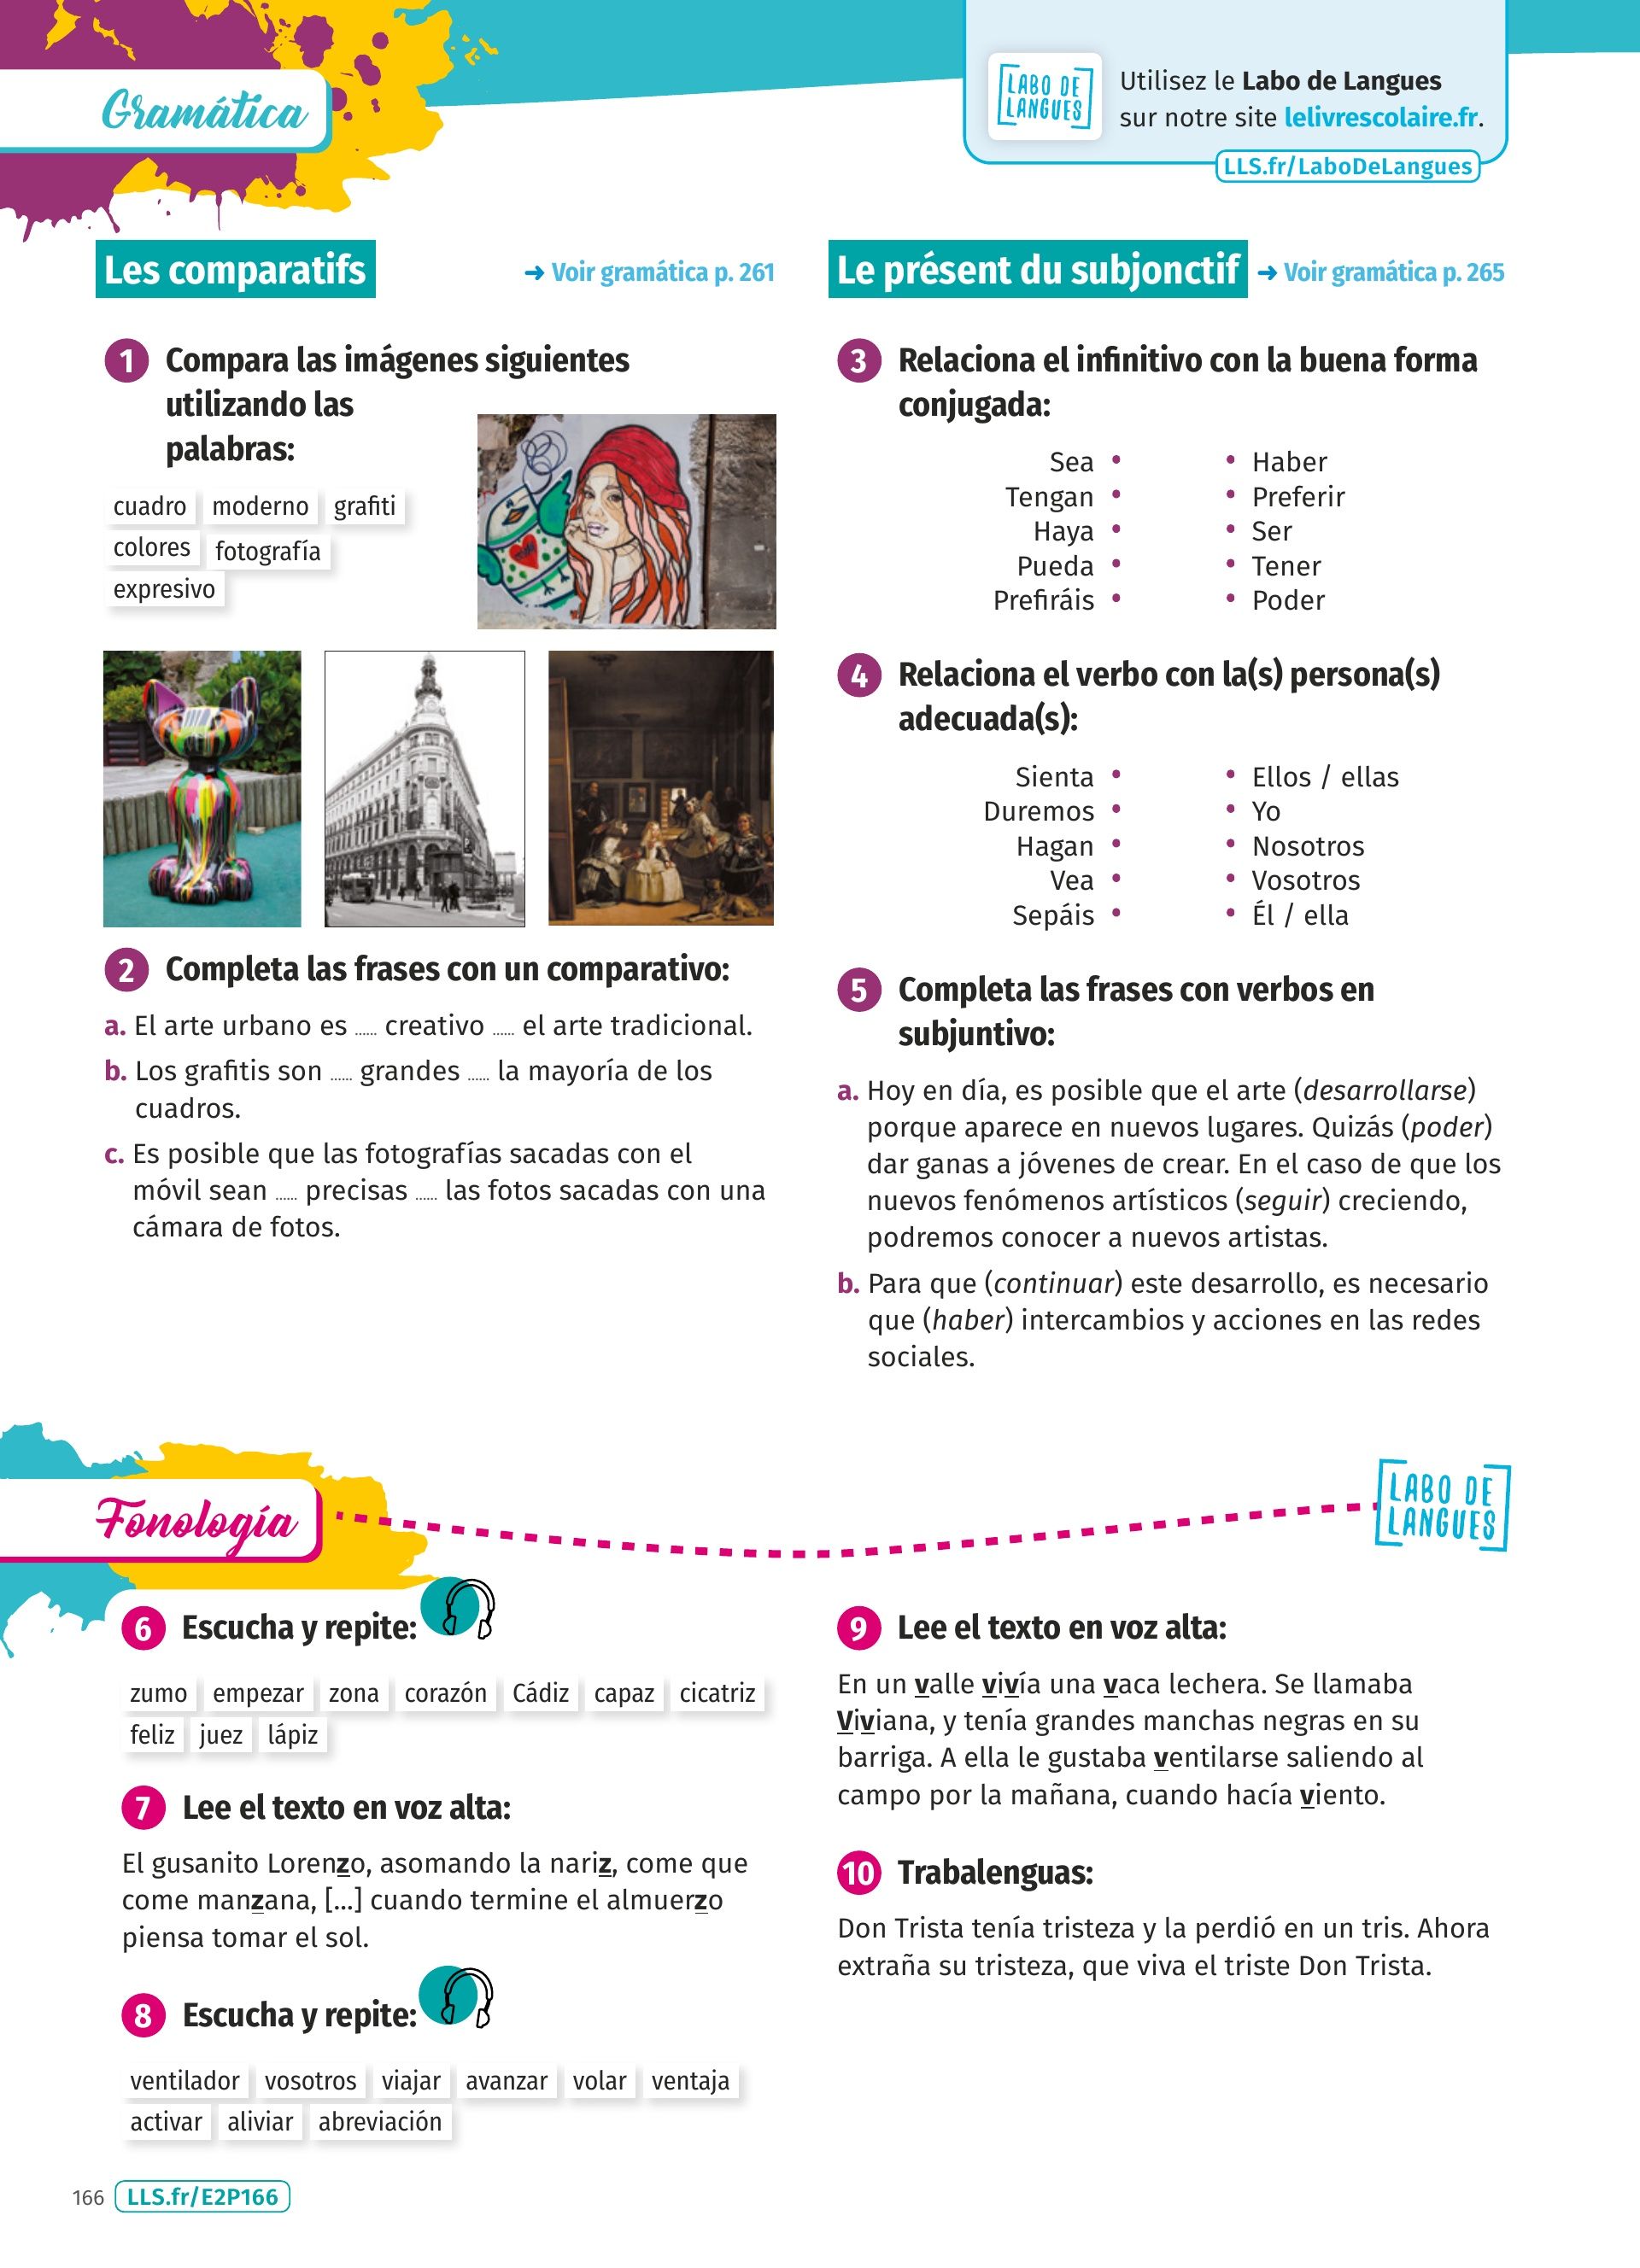 Gramática
LABO DE
LANGUES
Utilisez le Labo de Langues
sur notre site lelivrescolaire.fr.
LLS.fr/LaboDeLangues
Les comparatifs
➜ Voir gramática p. 261
1 Compara las imágenes siguientes
utilizando las
palabras:
cuadro moderno grafiti
colores fotografía
expresivo
2 Completa las frases con un comparativo:
a. El arte urbano es ...... creativo ...... el arte tradicional.
b. Los grafitis son ...... grandes ...... la mayoría de los
cuadros.
c. Es posible que las fotografías sacadas con el
móvil sean ...... precisas ...... las fotos sacadas con una
cámara de fotos.
Le présent du subjonctif
➜ Voir gramática p. 265
3 Relaciona el infinitivo con la buena forma
conjugada:
Sea • • Haber
Tengan • • Preferir
Haya • • Ser
Pueda • • Tener
Prefiráis • • Poder
4 Relaciona el verbo con la(s) persona(s)
adecuada(s):
Sienta • • Ellos / ellas
Duremos • • Yo
Hagan • • Nosotros
Vea • • Vosotros
Sepáis • • Él / ella
5 Completa las frases con verbos en
subjuntivo:
a. Hoy en día, es posible que el arte (desarrollarse)
porque aparece en nuevos lugares. Quizás (poder)
dar ganas a jóvenes de crear. En el caso de que los
nuevos fenómenos artísticos (seguir) creciendo,
podremos conocer a nuevos artistas.
b. Para que (continuar) este desarrollo, es necesario
que (haber) intercambios y acciones en las redes
sociales.
Fonología
LABO DE
LANGUES
6 Escucha y repite:
zumo empezar zona corazón Cádiz capaz cicatriz
feliz juez lápiz
7 Lee el texto en voz alta:
El gusanito Lorenzo, asomando la nariz, come que
come manzana, [...] cuando termine el almuerzo
piensa tomar el sol.
8 Escucha y repite:
ventilador vosotros viajar avanzar volar ventaja
activar aliviar abreviación
9 Lee el texto en voz alta:
En un valle vivía una vaca lechera. Se llamaba
Viviana, y tenía grandes manchas negras en su
barriga. A ella le gustaba ventilarse saliendo al
campo por la mañana, cuando hacía viento.
10 Trabalenguas:
Don Trista tenía tristeza y la perdió en un tris. Ahora
extraña su tristeza, que viva el triste Don Trista.
166 LLS.fr/E2P166